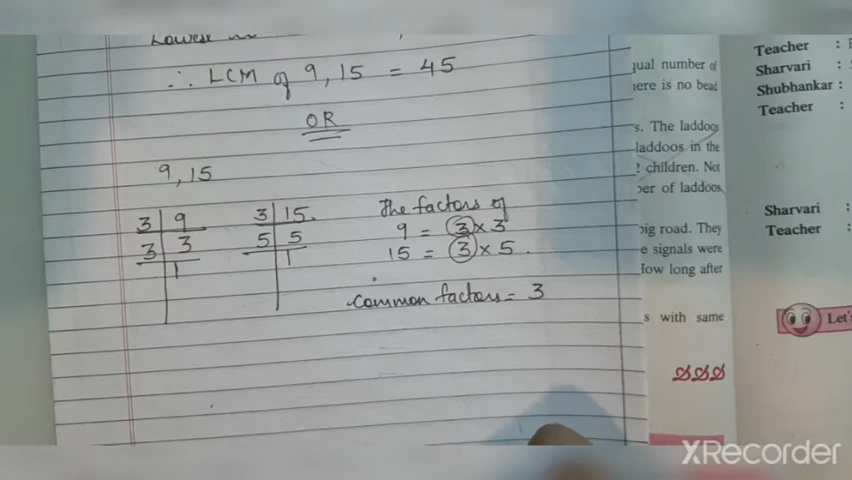 Lowest
∴ LCM of 9, 15 = 45
OR
9, 15
3 | 9
3 | 3
1
3 | 15.
5 | 5
1
The factors of
9 = 3 × 3
15 = 3 × 5.
Common factors = 3
qual number of
here is no bead
s. The laddoos
laddoos in the
children. Not
ber of laddoos
big road. They
e signals were
How long after
s with same
Teacher :
Sharvari :
Shubhankar :
Teacher :
Sharvari :
Teacher :
Let's
XRecorder